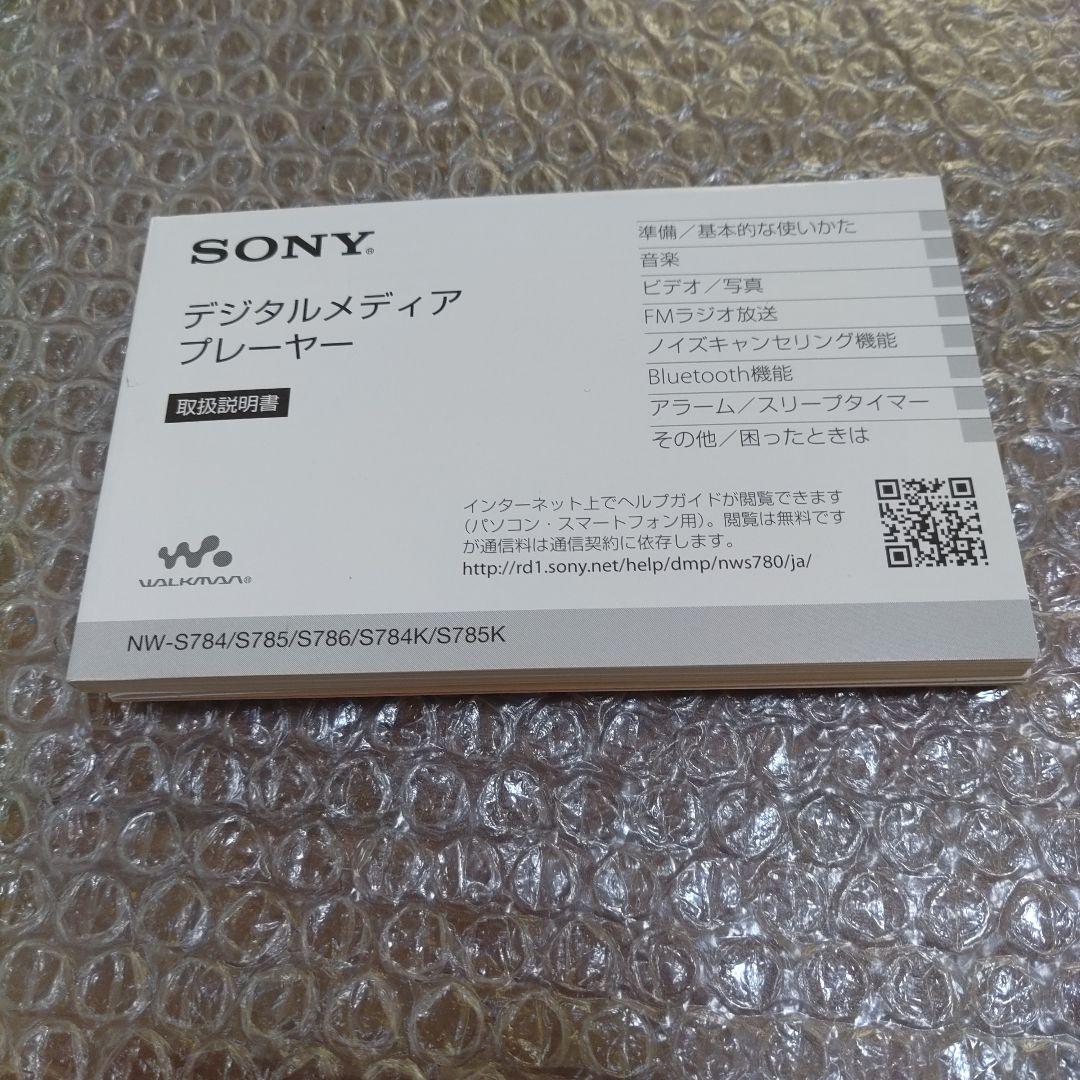 SONY®
デジタルメディア
プレーヤー
取扱説明書
準備／基本的な使いかた
音楽
ビデオ／写真
FMラジオ放送
ノイズキャンセリング機能
Bluetooth機能
アラーム／スリープタイマー
その他／困ったときは
インターネット上でヘルプガイドが閲覧できます
（パソコン・スマートフォン用）。閲覧は無料です
が通信料は通信契約に依存します。
http://rd1.sony.net/help/dmp/nws780/ja/
WALKMAN®
NW-S784/S785/S786/S784K/S785K